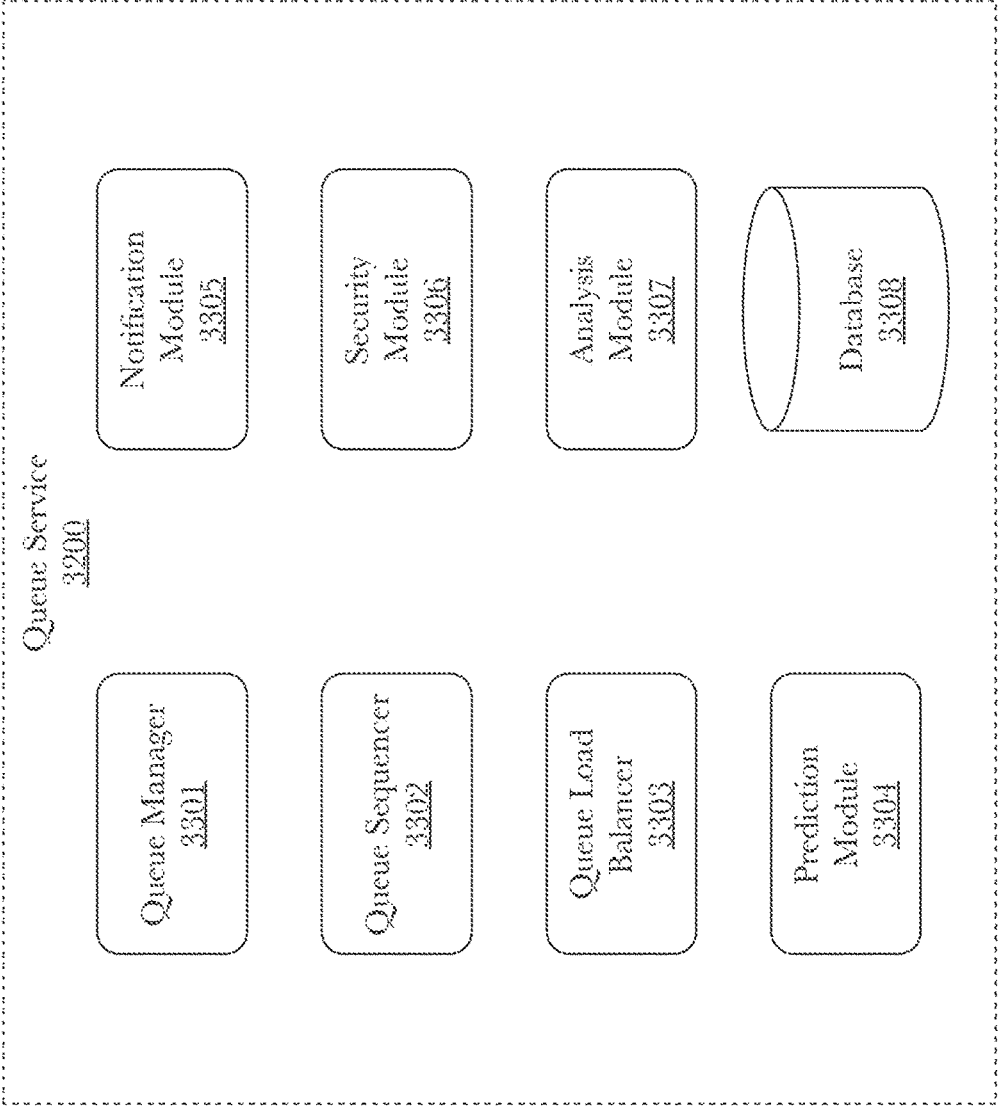 Queue Service
3200
Queue Manager
3301
Queue Sequencer
3302
Queue Load
Balancer
3303
Prediction
Module
3304
Notification
Module
3305
Security
Module
3306
Analysis
Module
3307
Database
3308